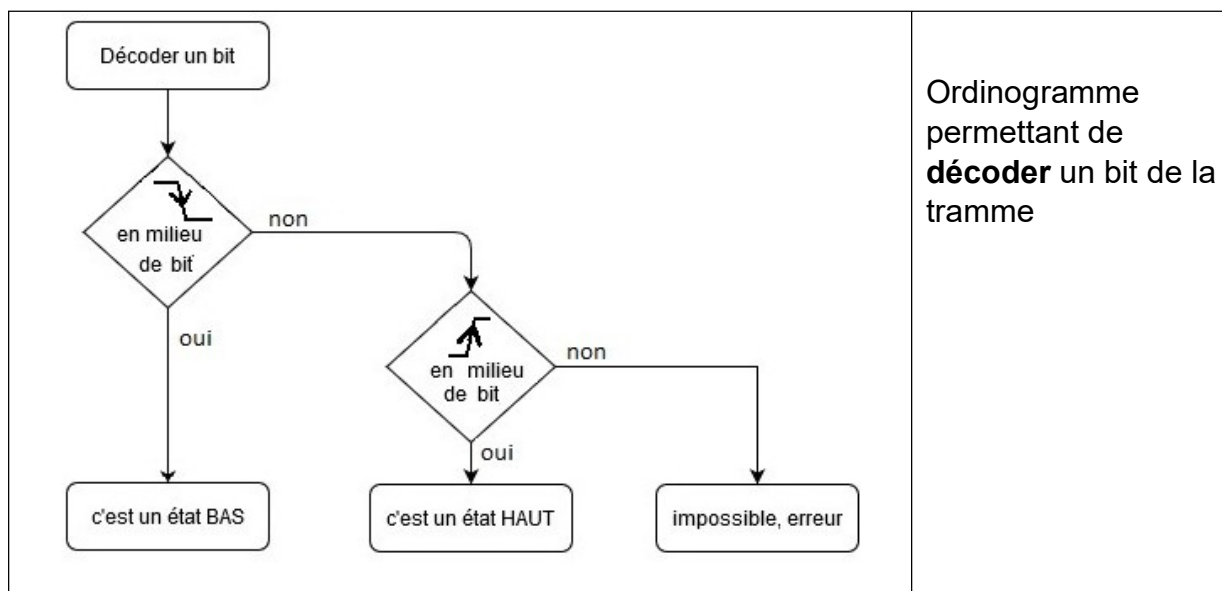 Décoder un bit
en milieu
de bit
non
oui
en milieu
de bit
non
oui
c'est un état BAS
c'est un état HAUT
impossible, erreur
Ordinogramme
permettant de
décoder un bit de la
tramme